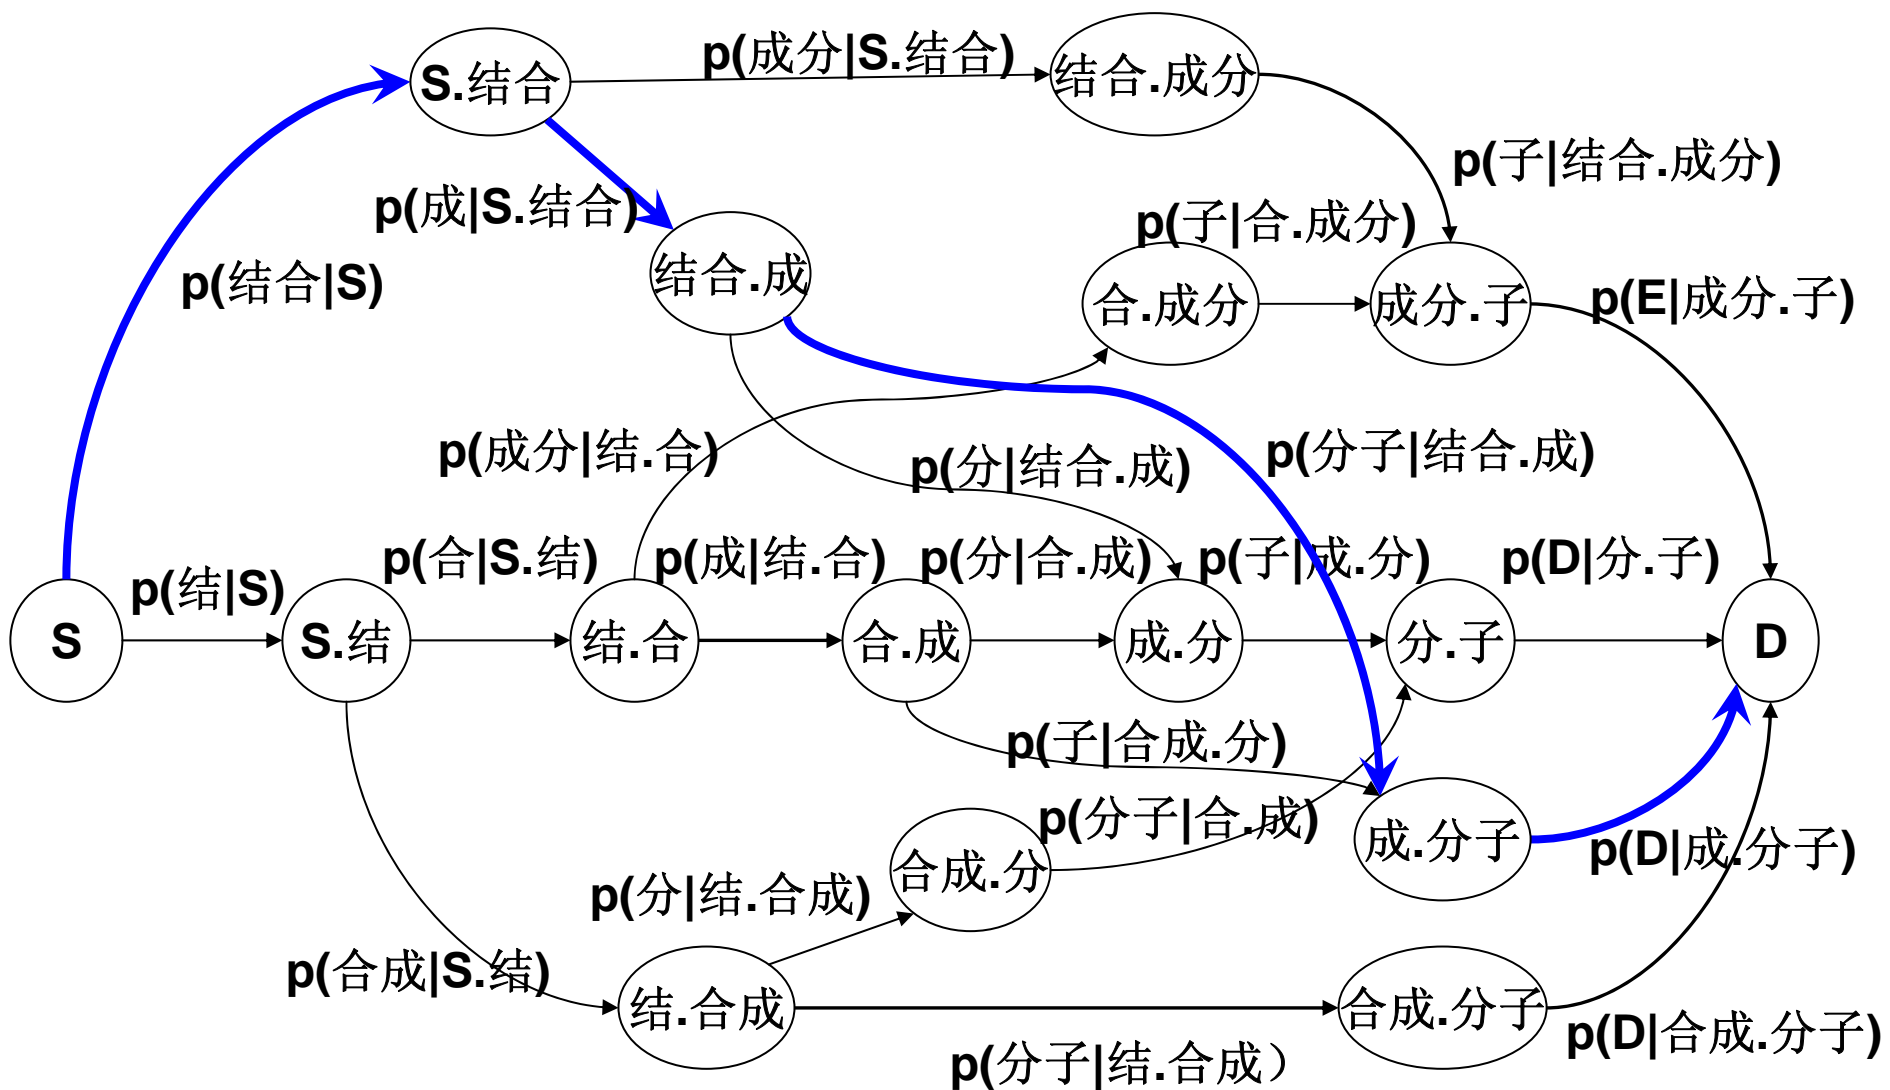 p(成分|S.结合)
S.结合
结合.成分
p(子|结合.成分)
p(成|S.结合)
p(子|合.成分)
p(结合|S)
结合.成
合.成分
成分.子
p(E|成分.子)
p(成分|结.合)
p(分|结合.成)
p(分子|结合.成)
p(结|S)
p(合|S.结)
p(成|结.合)
p(分|合.成)
p(子|成.分)
p(D|分.子)
S
S.结
结.合
合.成
成.分
分.子
D
p(子|合成.分)
p(分子|合.成)
成.分子
p(D|成.分子)
合成.分
p(分|结.合成)
p(合成|S.结)
结.合成
合成.分子
p(D|合成.分子)
p(分子|结.合成）